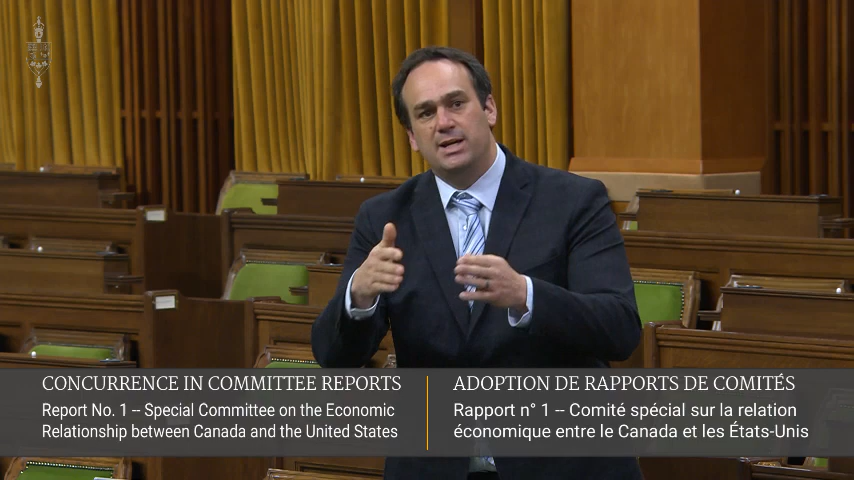 CONCURRENCE IN COMMITTEE REPORTS
Report No. 1 -- Special Committee on the Economic
Relationship between Canada and the United States
ADOPTION DE RAPPORTS DE COMITÉS
Rapport n° 1 -- Comité spécial sur la relation
économique entre le Canada et les États-Unis